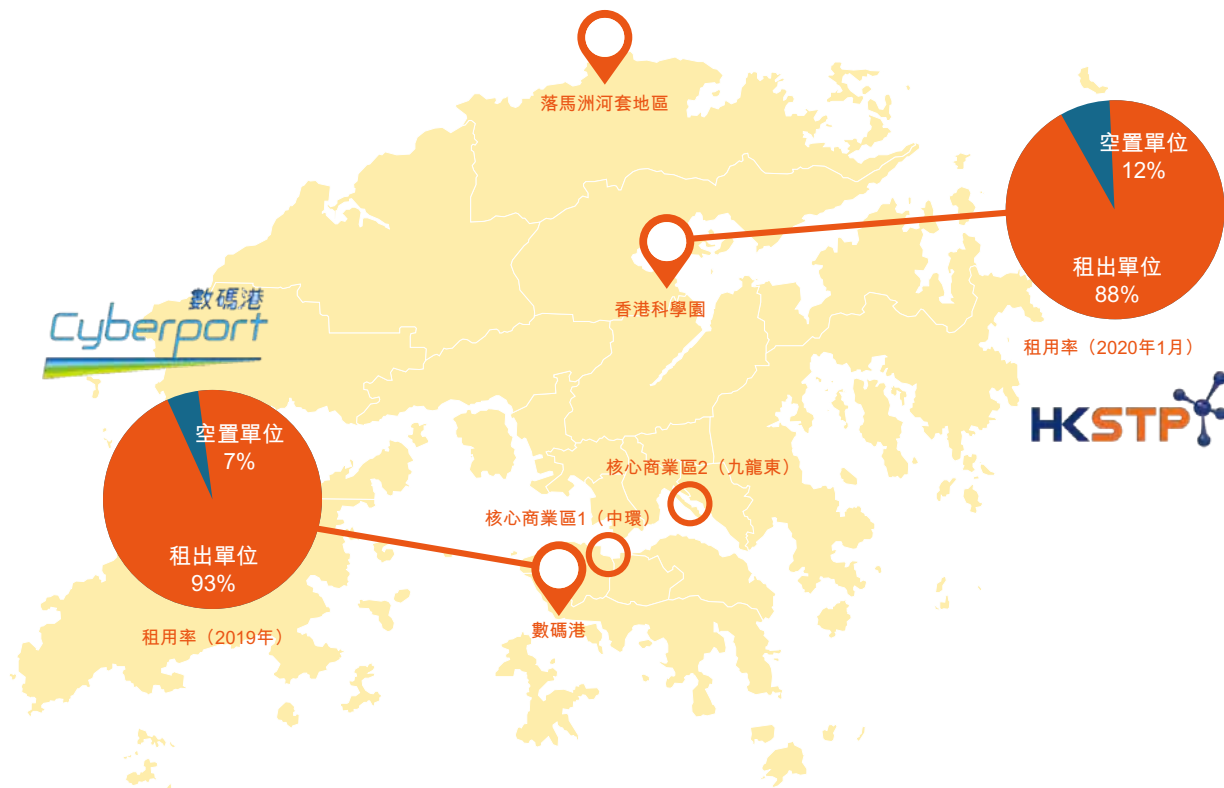 落馬洲河套地區
空置單位
12%
租出單位
88%
租用率（2020年1月）
香港科學園
HKSTP
數碼港
Cyberport
空置單位
7%
租出單位
93%
租用率（2019年）
核心商業區2（九龍東）
核心商業區1（中環）
數碼港